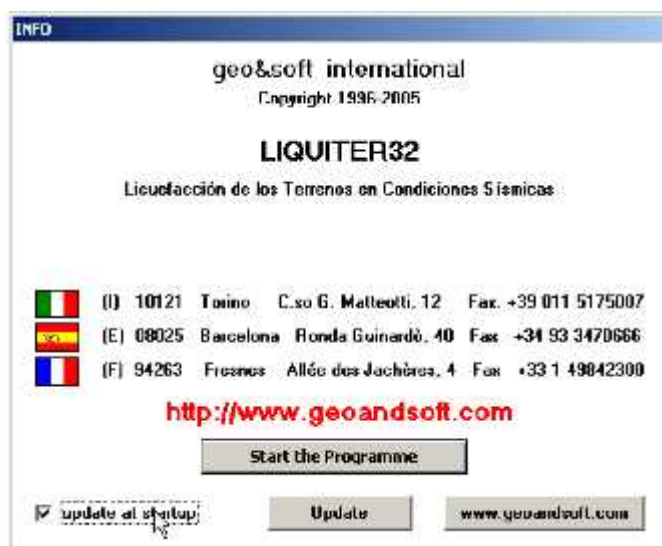 INFO
geo&soft international
Copyright 1996-2005
LIQUITER32
Licuefacción de los Terrenos en Condiciones Sísmicas
(I) 10121 Torino C.so G. Matteotti, 12 Fax. +39 011 5175007
(E) 08025 Barcelona Ronda Guinardò, 40 Fax +34 93 3470666
(F) 94263 Fresnes Allée des Jachères, 4 Fax +33 1 49842300
http://www.geoandsoft.com
Start the Programme
update at startup
Update
www.geoandsoft.com